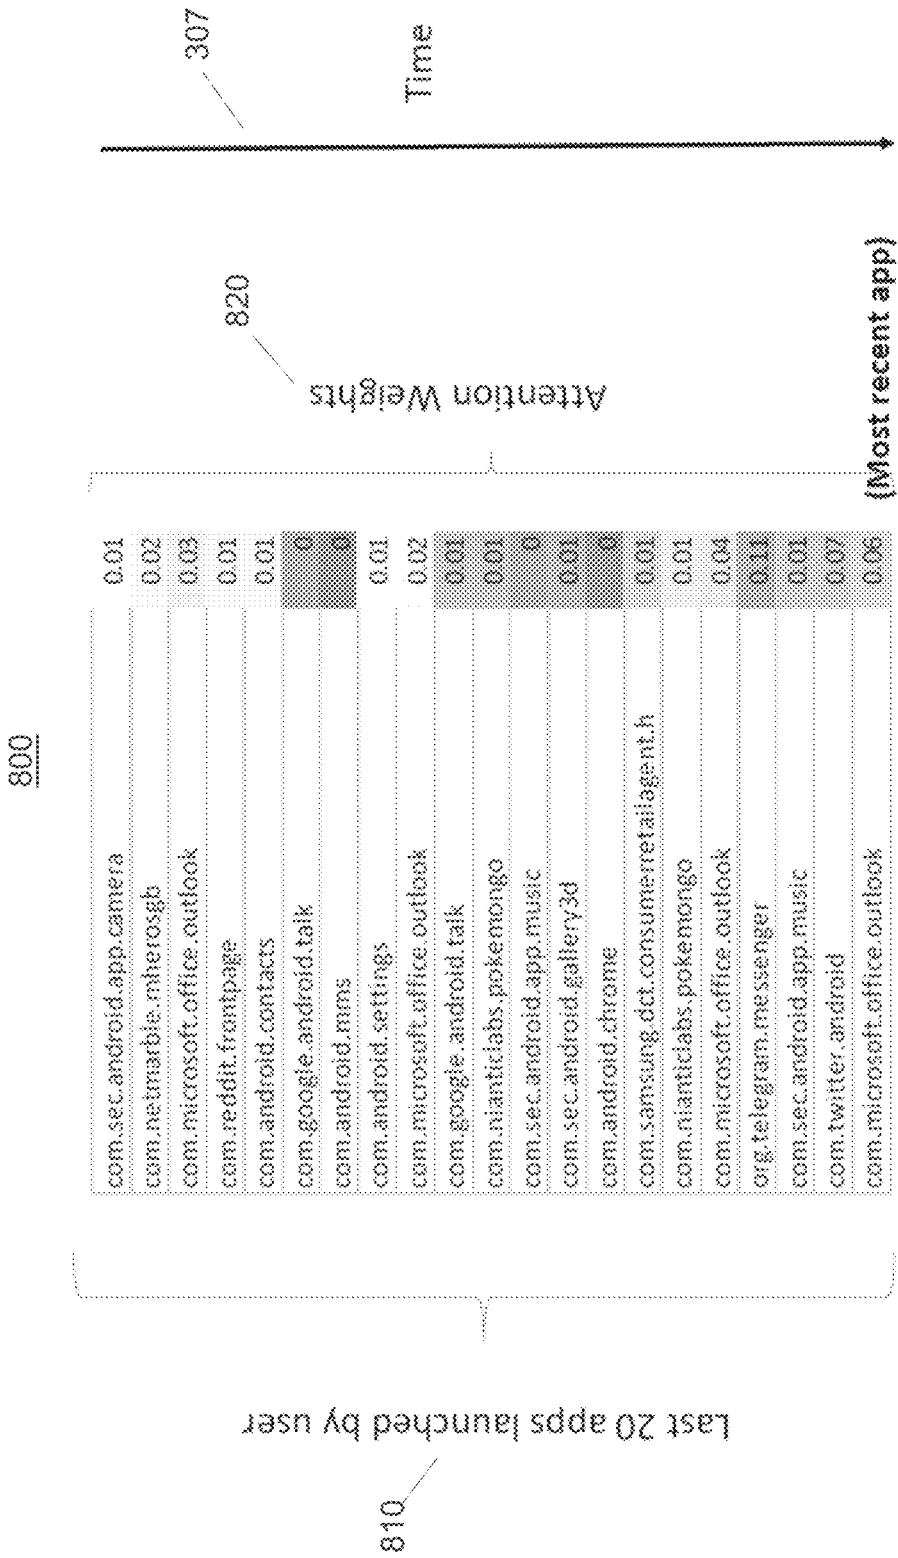 800
810
Last 20 apps launched by user
com.sec.android.app.camera 0.01
com.netmarble.mherosgb 0.02
com.microsoft.office.outlook 0.03
com.reddit.frontpage 0.01
com.android.contacts 0.01
com.google.android.talk 0
com.android.mms 0
com.android.settings 0.01
com.microsoft.office.outlook 0.02
com.google.android.talk 0.01
com.nianticlabs.pokemongo 0.01
com.sec.android.app.music 0
com.sec.android.gallery3d 0.01
com.android.chrome 0
com.samsung.dct.consumerretailagent.h 0.01
com.nianticlabs.pokemongo 0.01
com.microsoft.office.outlook 0.04
org.telegram.messenger 0.11
com.sec.android.app.music 0.01
com.twitter.android 0.07
com.microsoft.office.outlook 0.06
(Most recent app)
Attention Weights
820
307
Time